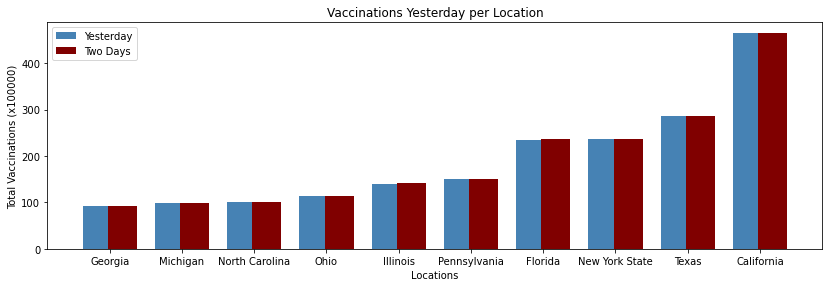 Vaccinations Yesterday per Location
Yesterday
Two Days
Total Vaccinations (x100000)
400
300
200
100
0
Georgia Michigan North Carolina Ohio Illinois Pennsylvania Florida New York State Texas California
Locations